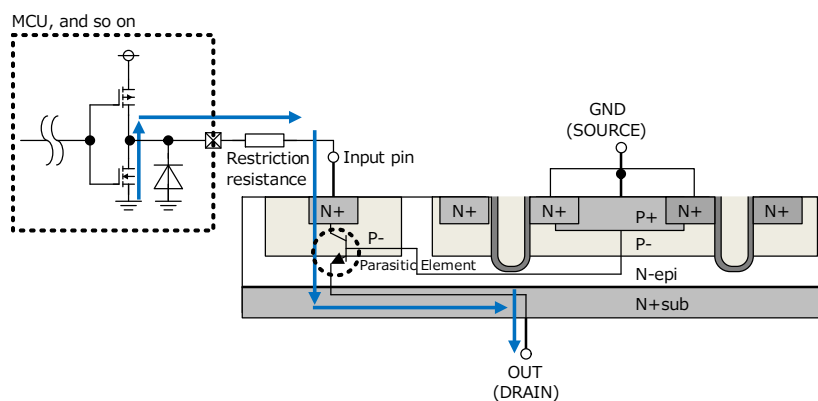 MCU, and so on
GND
(SOURCE)
Restriction
resistance
Input pin
N+
N+
N+
P+
N+
N+
P-
P-
Parasitic Element
N-epi
N+sub
OUT
(DRAIN)